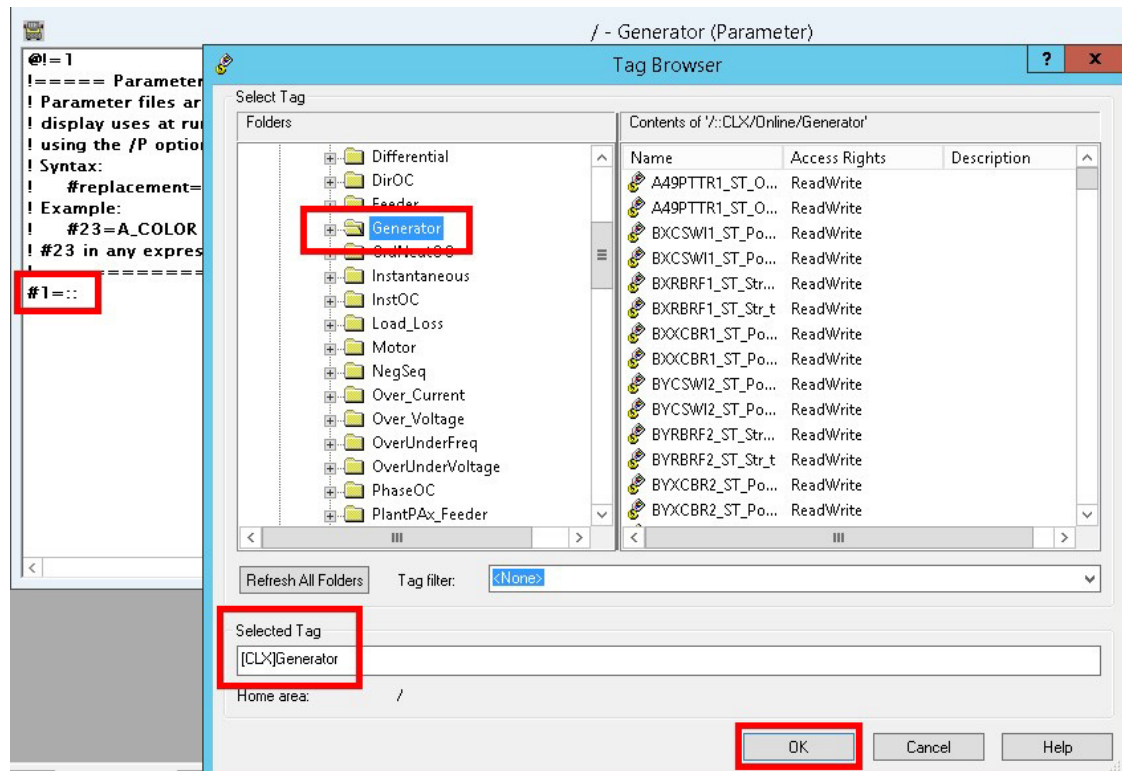 / - Generator (Parameter)
@!=1
!===== Parameter
! Parameter files ar
! display uses at ru
! using the /P optio
! Syntax:
! #replacement=
! Example:
! #23=A_COLOR
! #23 in any expres
#1=::
Tag Browser
? x
Select Tag
Folders
Differential
DirOC
Feeder
Generator
GrdNeutOC
Instantaneous
InstOC
Load_Loss
Motor
NegSeq
Over_Current
Over_Voltage
OverUnderFreq
OverUnderVoltage
PhaseOC
PlantPAx_Feeder
Contents of '/::CLX/Online/Generator'
Name Access Rights Description
A49PTTR1_ST_O... ReadWrite
A49PTTR1_ST_O... ReadWrite
BXCSWI1_ST_Po... ReadWrite
BXCSWI1_ST_Po... ReadWrite
BXRBRF1_ST_Str... ReadWrite
BXRBRF1_ST_Str_t ReadWrite
BXXCBR1_ST_Po... ReadWrite
BXXCBR1_ST_Po... ReadWrite
BYCSWI2_ST_Po... ReadWrite
BYCSWI2_ST_Po... ReadWrite
BYRBRF2_ST_Str... ReadWrite
BYRBRF2_ST_Str_t ReadWrite
BYXCBR2_ST_Po... ReadWrite
BYXCBR2_ST_Po... ReadWrite
Refresh All Folders Tag filter: <None>
Selected Tag
[CLX]Generator
Home area: /
OK Cancel Help